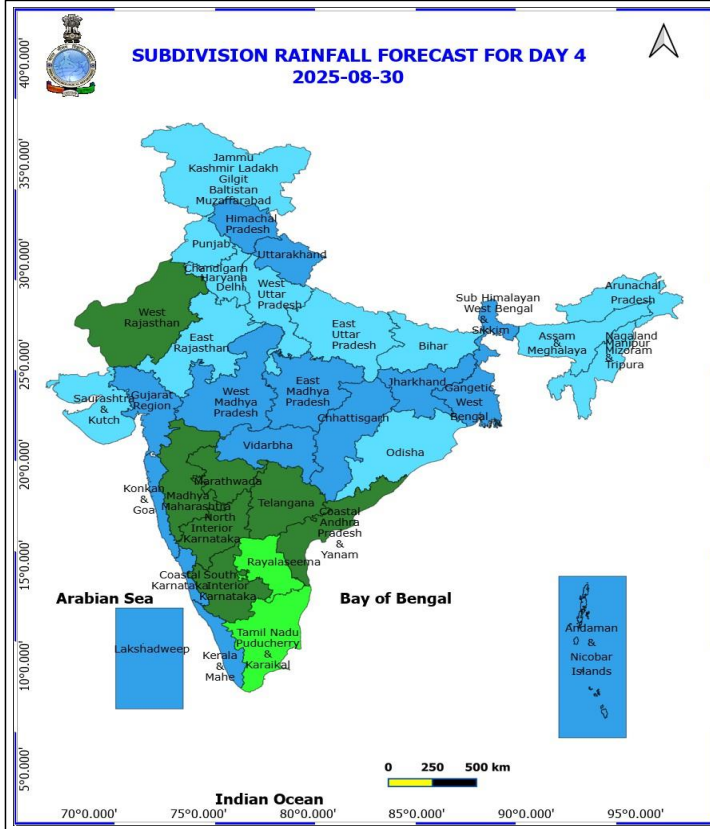 SUBDIVISION RAINFALL FORECAST FOR DAY 4
2025-08-30
40°0.000'
35°0.000'
30°0.000'
25°0.000'
20°0.000'
15°0.000'
10°0.000'
5°0.000'
Jammu
Kashmir Ladakh
Gilgit
Baltistan
Muzaffarabad
Himachal
Pradesh
Punjab
Uttarakhand
Chandigarh
Haryana
Delhi
West
Uttar
Pradesh
West
Rajasthan
East
Rajasthan
East
Uttar
Pradesh
Bihar
Sub Himalayan
West Bengal
&
Sikkim
Arunachal
Pradesh
Assam
&
Meghalaya
Nagaland
Manipur
Mizoram
&
Tripura
Saurashtra
&
Kutch
Gujarat
Region
West
Madhya
Pradesh
East
Madhya
Pradesh
Jharkhand
Gangetic
West
Bengal
Chhattisgarh
Vidarbha
Odisha
Konkan
&
Goa
Madhya
Maharashtra
Marathwada
Telangana
North
Interior
Karnataka
Coastal
Andhra
Pradesh
&
Yanam
Rayalaseema
Coastal
Karnataka
South
Interior
Karnataka
Arabian Sea
Bay of Bengal
Tamil Nadu
Puducherry
&
Karaikal
Lakshadweep
Kerala
&
Mahe
Andaman
&
Nicobar
Islands
0 250 500 km
Indian Ocean
70°0.000' 75°0.000' 80°0.000' 85°0.000' 90°0.000' 95°0.000'